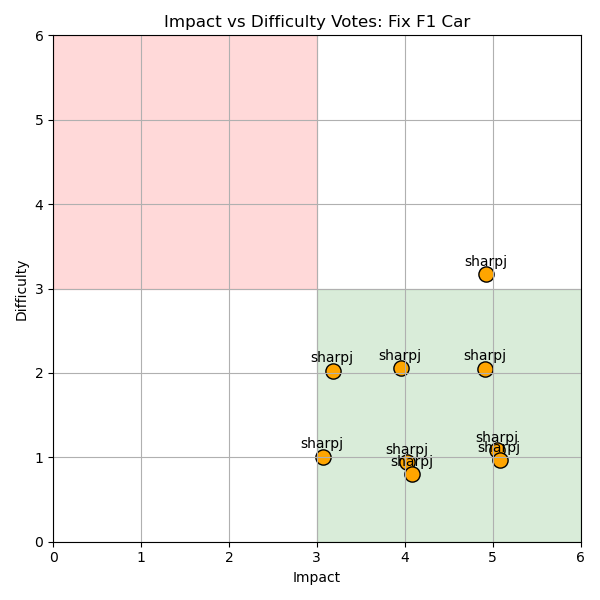 Impact vs Difficulty Votes: Fix F1 Car
6
5
4
sharpj
3
Difficulty
sharpj
sharpj
sharpj
2
sharpj
sharpj
sharpj
sharpj
sharpj
1
0
0 1 2 3 4 5 6
Impact